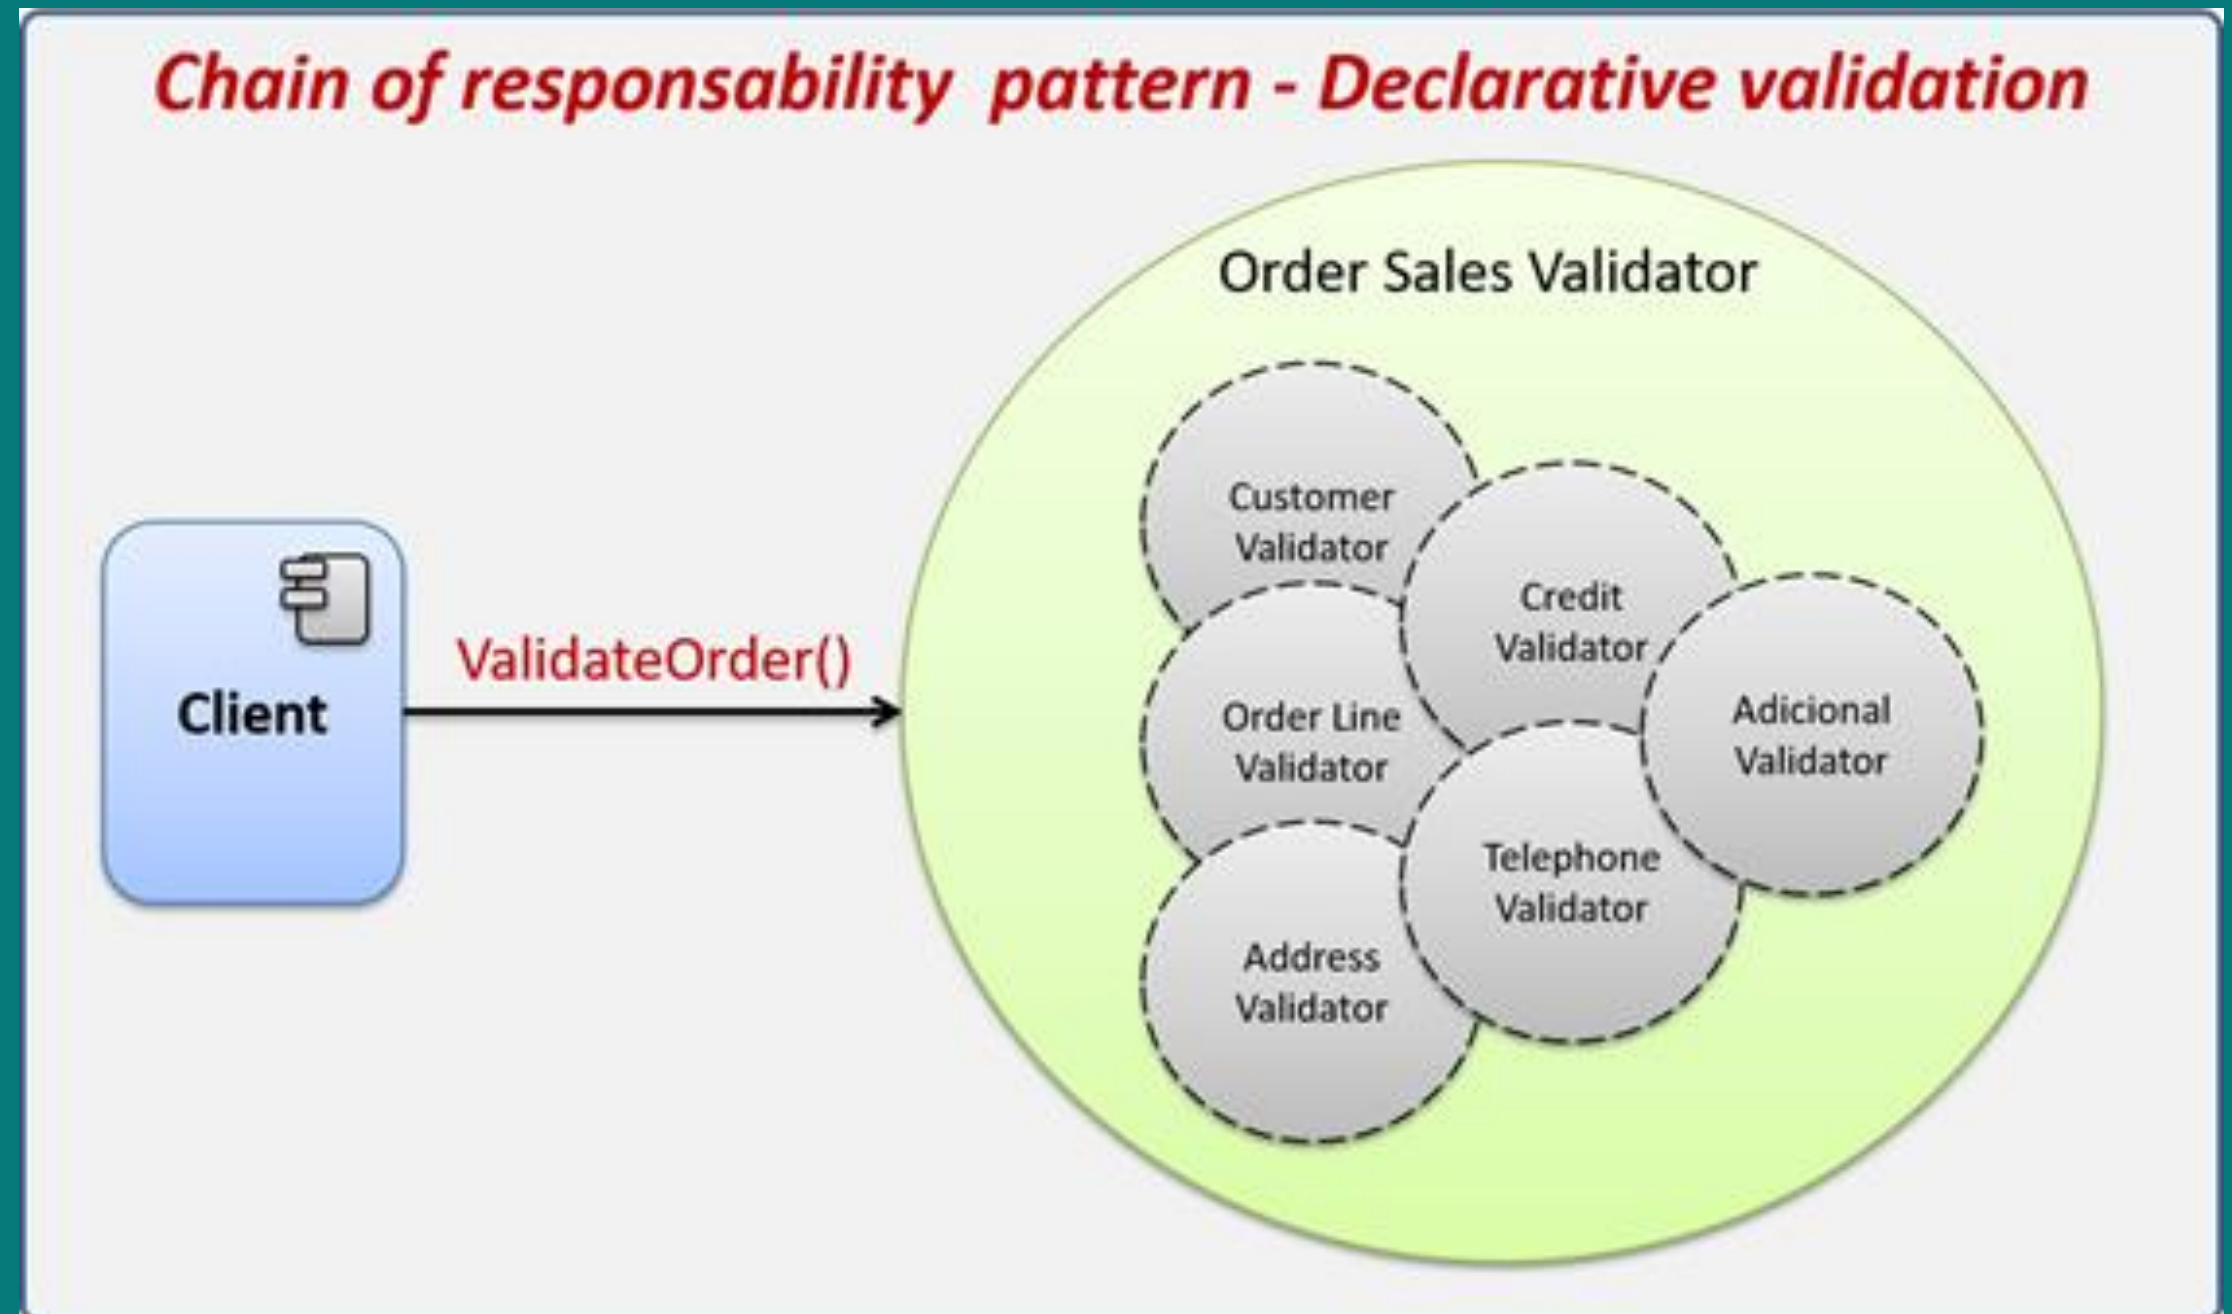 Chain of responsability pattern - Declarative validation
Order Sales Validator
Customer
Validator
Credit
Validator
ValidateOrder()
Client
Order Line
Validator
Adicional
Validator
Telephone
Validator
Address
Validator